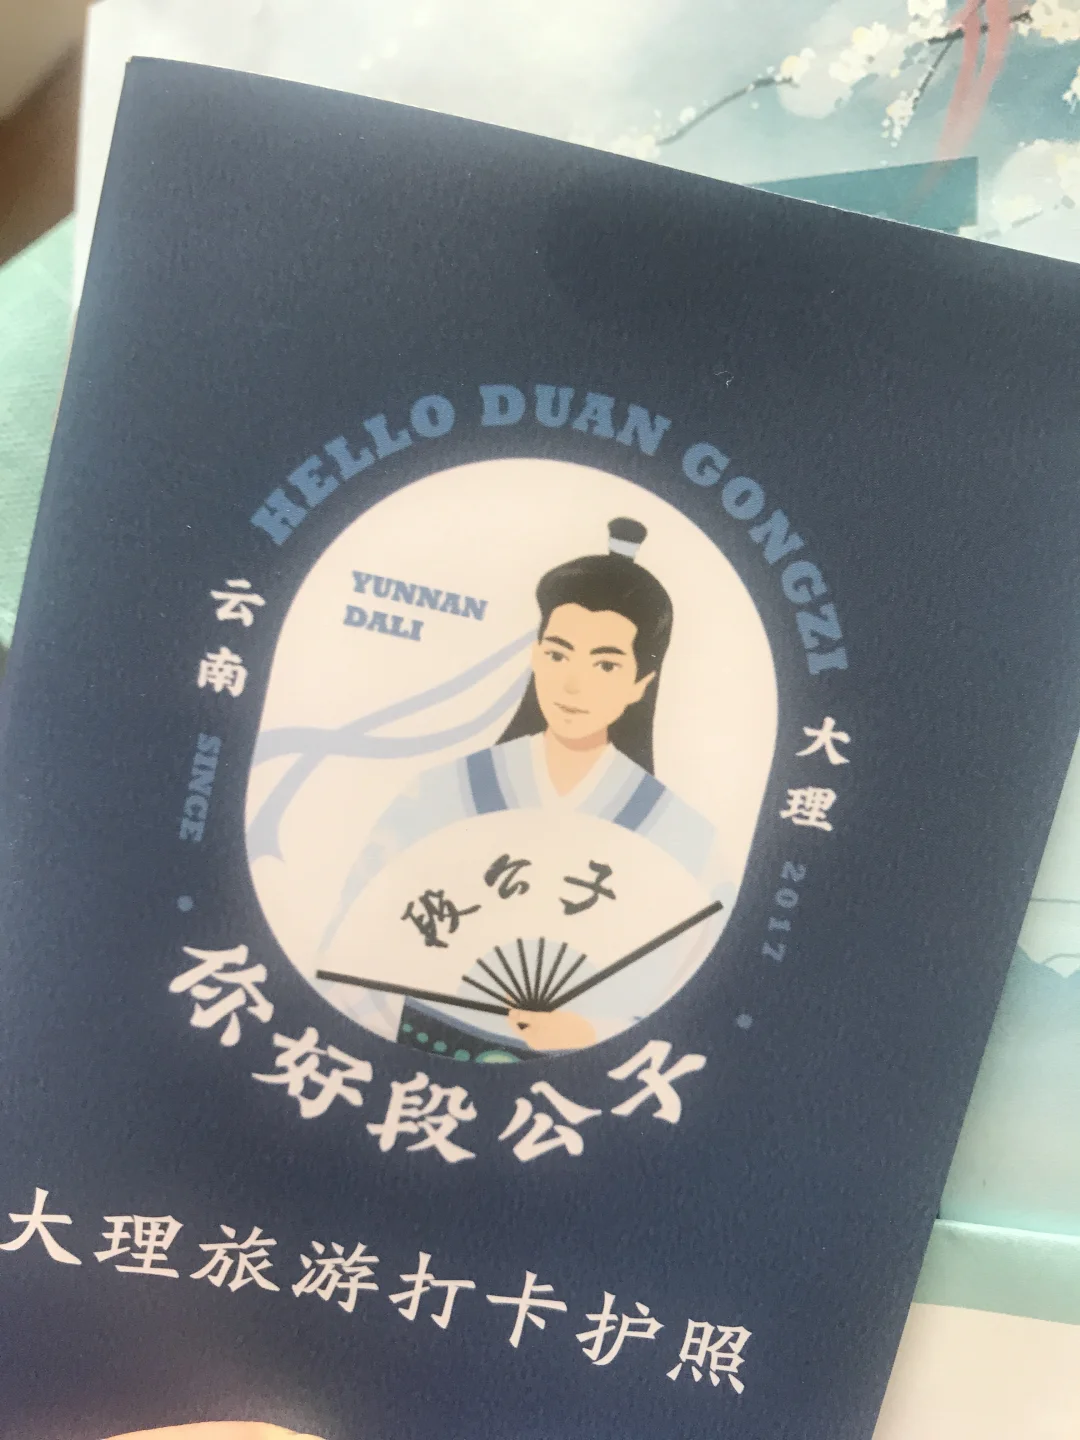 HELLO DUAN GONGZI
YUNNAN
DALI
云南
SINCE
大理
2017
段公子
你好段公子
大理旅游打卡护照